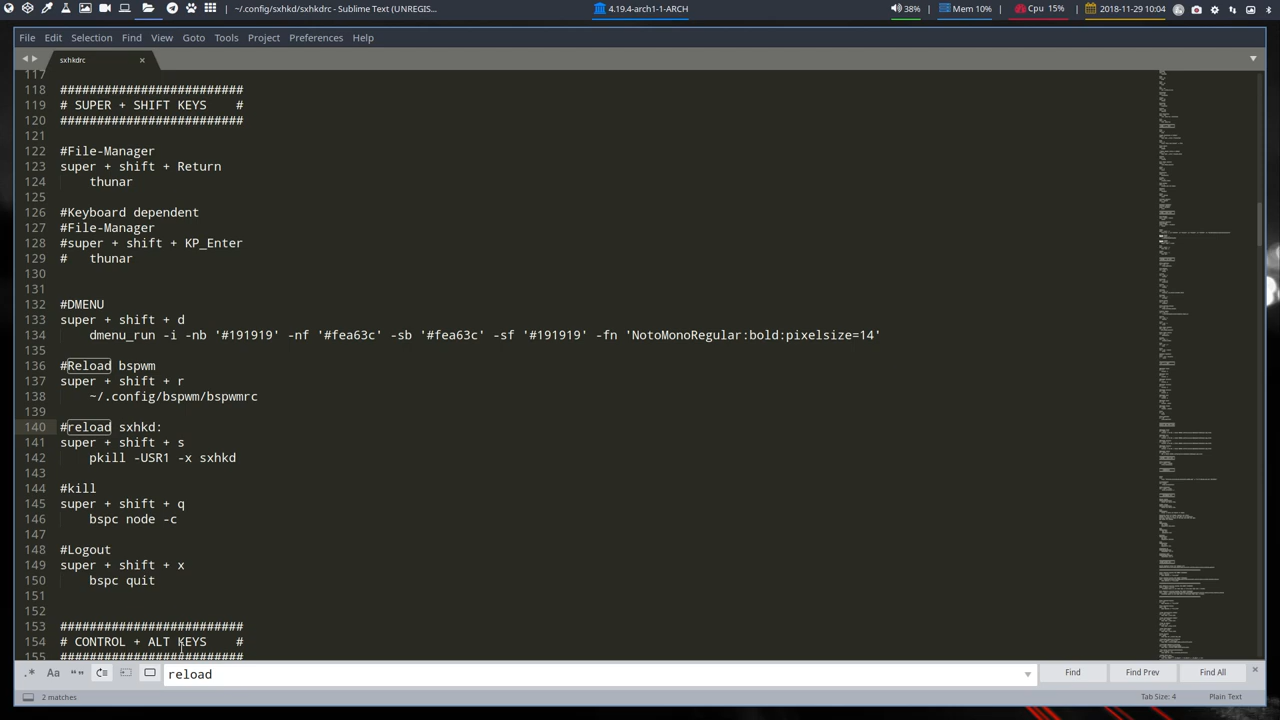 ~/.config/sxhkd/sxhkdrc - Sublime Text (UNREGIS...
4.19.4-arch1-1-ARCH
38%
Mem 10%
Cpu 15%
2018-11-29 10:04
File Edit Selection Find View Goto Tools Project Preferences Help
sxhkdrc
117
118 #########################
119 # SUPER + SHIFT KEYS    #
120 #########################
121
122 #File-Manager
123 super + shift + Return
124     thunar
125
126 #Keyboard dependent
127 #File-Manager
128 #super + shift + KP_Enter
129 #   thunar
130
131
132 #DMENU
133 super + shift + d
134     dmenu_run -i -nb '#191919' -nf '#fea63c' -sb '#fea63c' -sf '#191919' -fn 'NotoMonoRegular:bold:pixelsize=14'
135
136 #Reload bspwm
137 super + shift + r
138     ~/.config/bspwm/bspwmrc
139
140 #reload sxhkd:
141 super + shift + s
142     pkill -USR1 -x sxhkd
143
144 #kill
145 super + shift + q
146     bspc node -c
147
148 #Logout
149 super + shift + x
150     bspc quit
151
152
153 #########################
154 # CONTROL + ALT KEYS    #
155 #########################
.* Aa “” reload Find Find Prev Find All
2 matches
Tab Size: 4 Plain Text